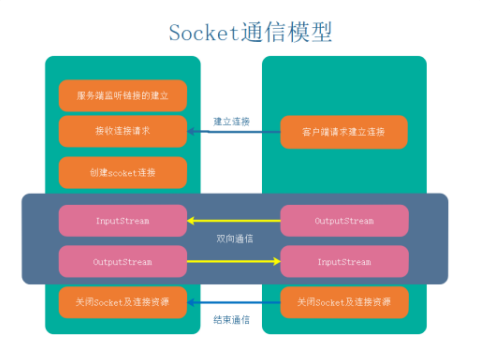 Socket通信模型
服务端监听链接的建立
接收连接请求
建立连接
客户端请求建立连接
创建scoket连接
InputStream
OutputStream
双向通信
OutputStream
InputStream
关闭Socket及连接资源
关闭Socket及连接资源
结束通信